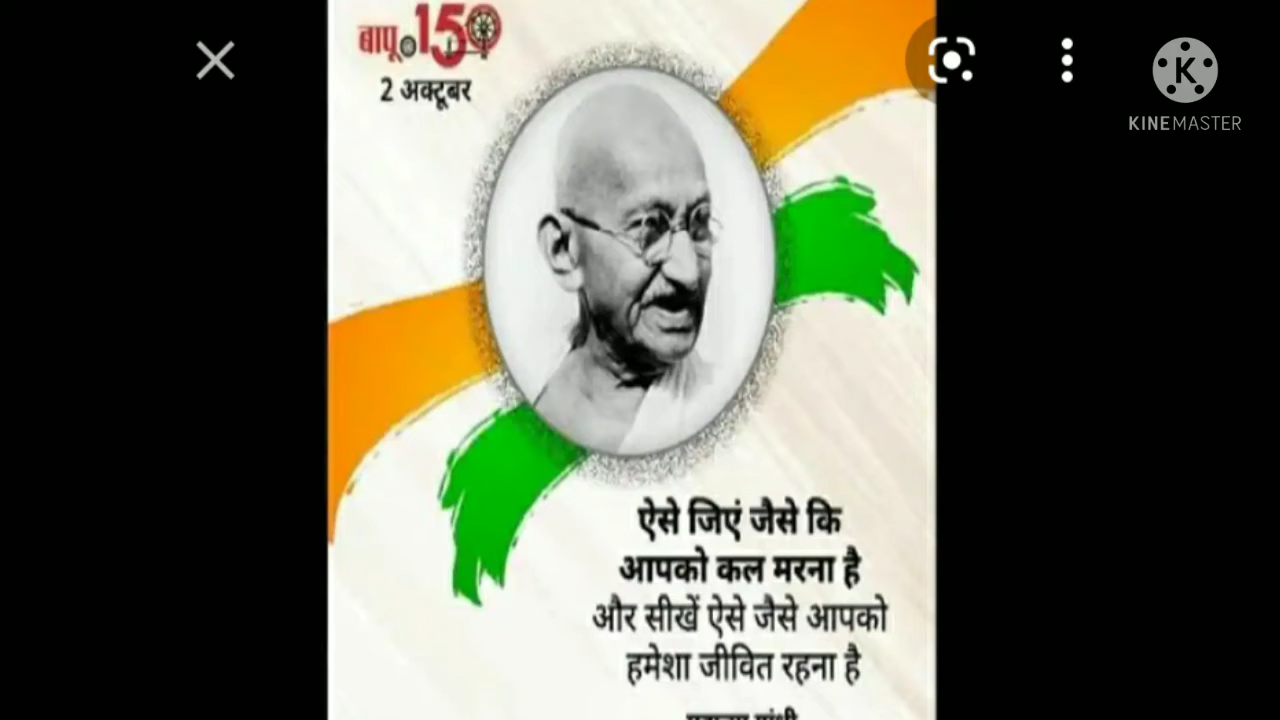 बापू@150
2 अक्टूबर
K
KINEMASTER
ऐसे जिएं जैसे कि
आपको कल मरना है
और सीखें ऐसे जैसे आपको
हमेशा जीवित रहना है